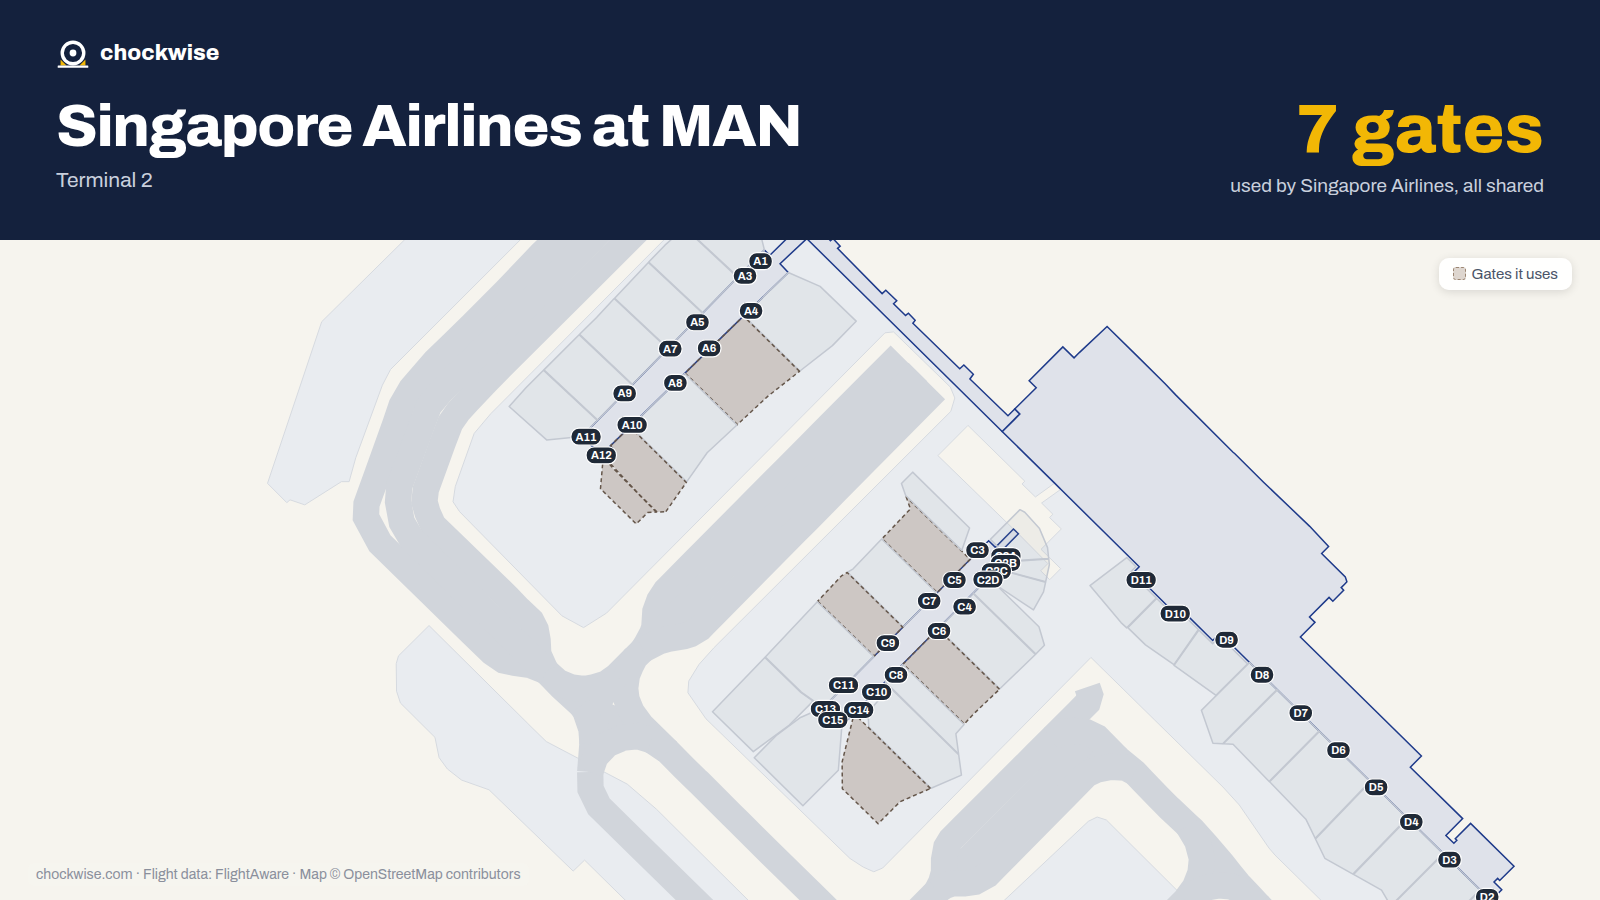 chockwise
Singapore Airlines at MAN
Terminal 2
7 gates
used by Singapore Airlines, all shared
Gates it uses
A1
A3
A4
A5
A6
A7
A8
A9
A10
A11
A12
C3
C2B
C2C
C2D
C5
C7
C4
C6
C9
C8
C11
C10
C13
C14
C15
D11
D10
D9
D8
D7
D6
D5
D4
D3
D2
chockwise.com · Flight data: FlightAware · Map © OpenStreetMap contributors